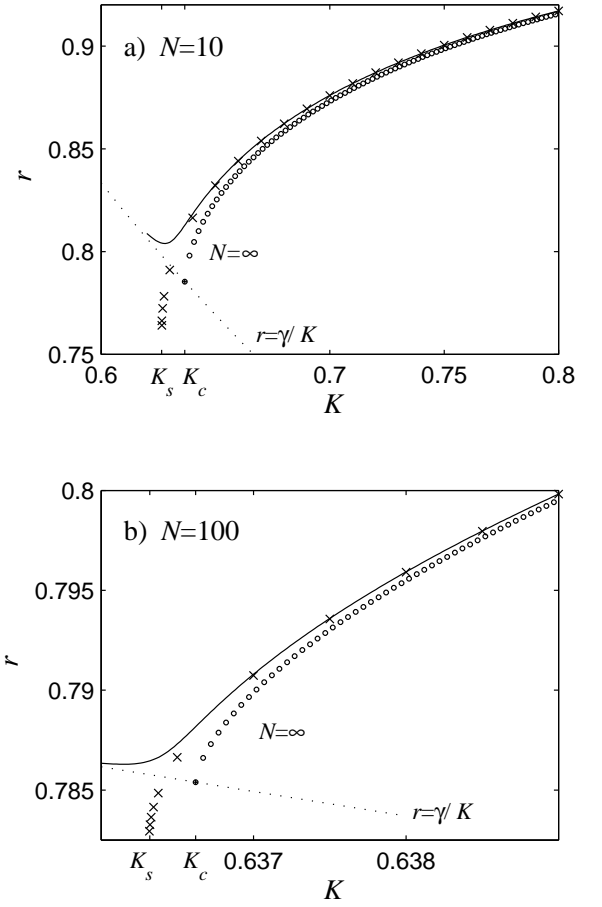 a) N=10
0.9
0.85
r
0.8
N=∞
r=γ/ K
0.75
0.6 K_s K_c 0.7 0.75 0.8
K
0.8
b) N=100
0.795
r
0.79
N=∞
0.785
r=γ/ K
K_s K_c 0.637 0.638
K